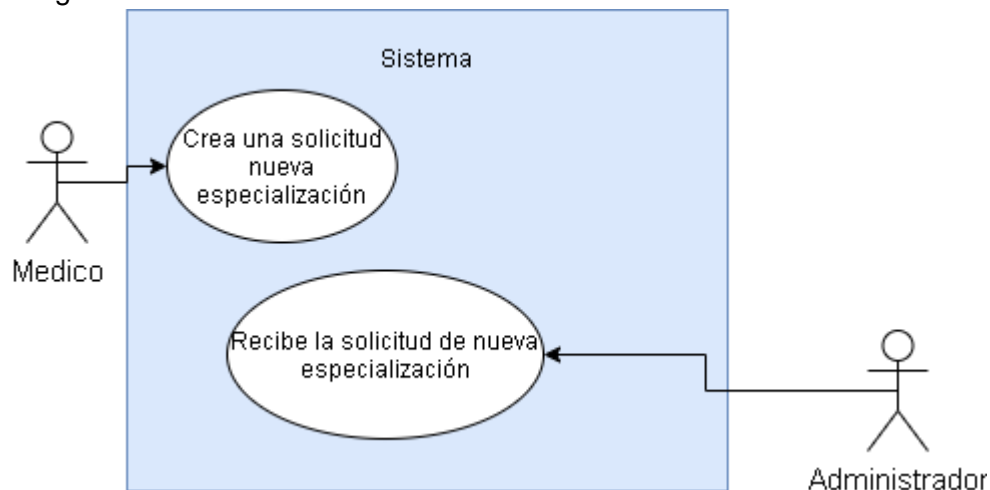 Sistema
Crea una solicitud
nueva
especialización
Medico
Recibe la solicitud de nueva
especialización
Administrador